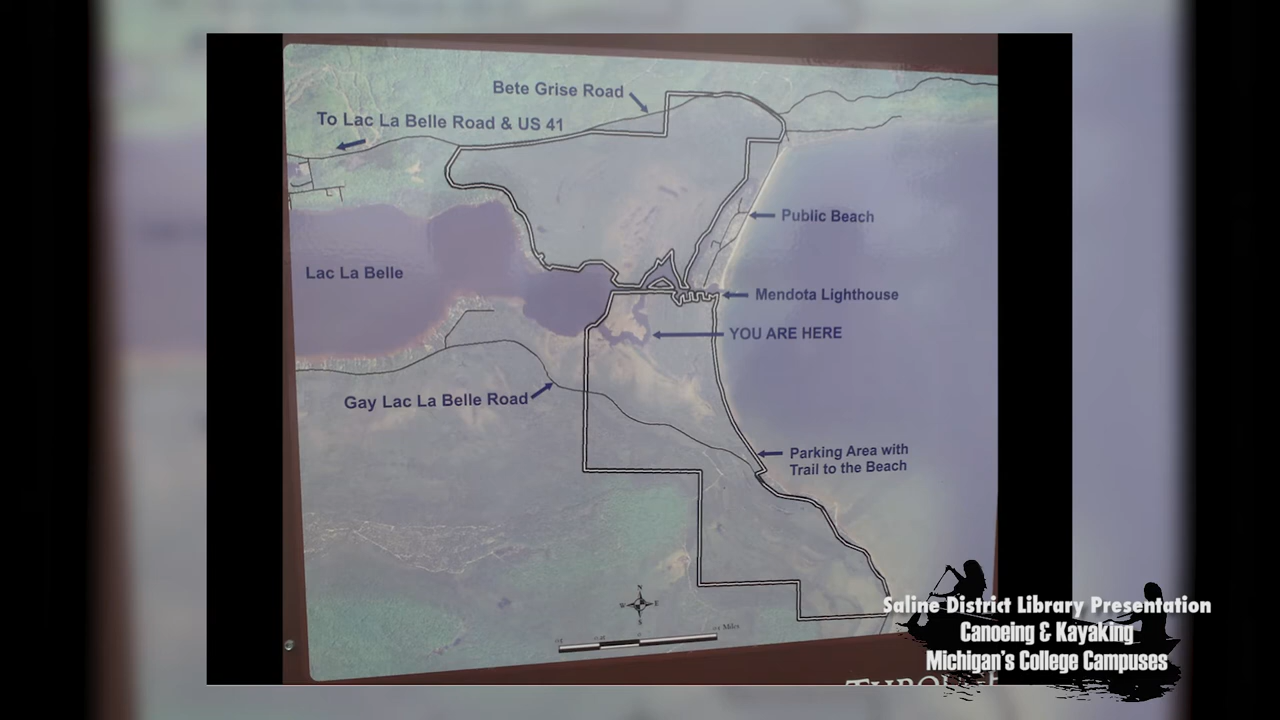 Bete Grise Road
To Lac La Belle Road & US 41
Public Beach
Lac La Belle
Mendota Lighthouse
YOU ARE HERE
Gay Lac La Belle Road
Parking Area with
Trail to the Beach
N
W E
S
Miles
Saline District Library Presentation
Canoeing & Kayaking
Michigan's College Campuses